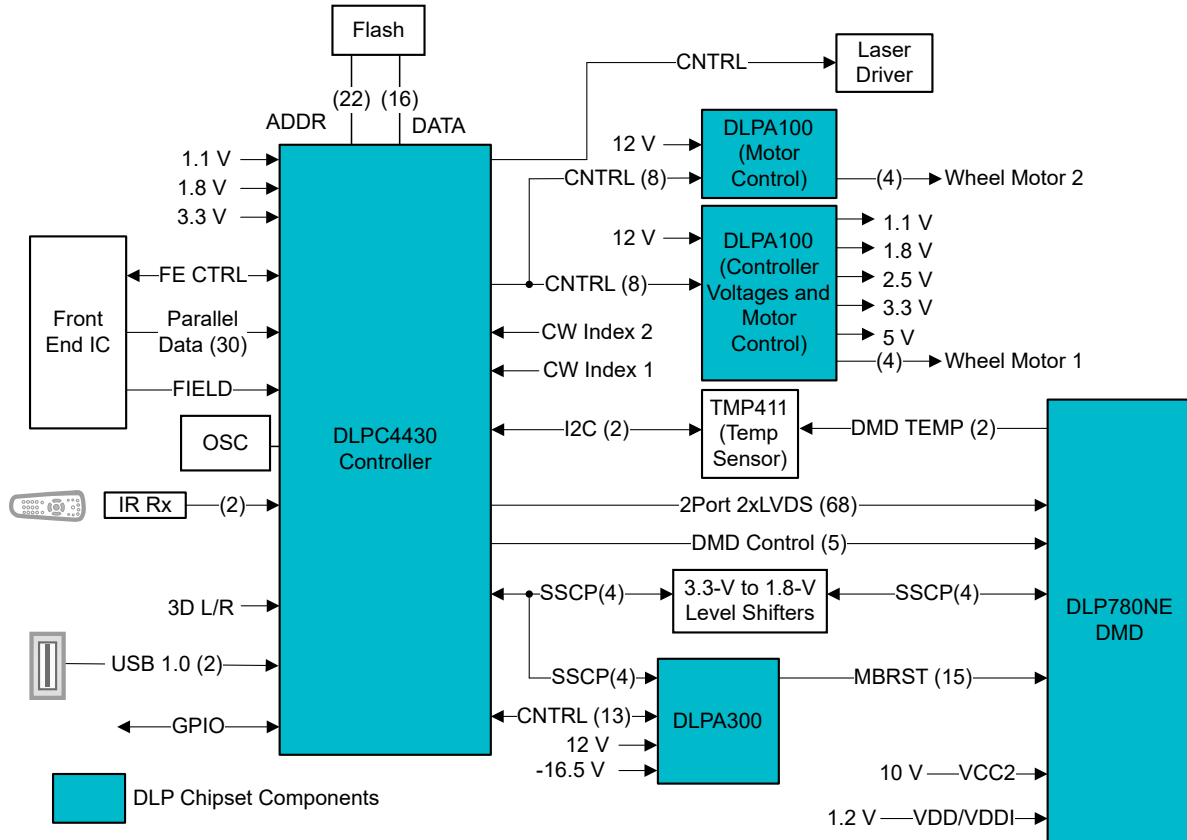 Flash
(22)
(16)
ADDR
DATA
CNTRL
Laser
Driver
1.1 V
1.8 V
3.3 V
12 V
CNTRL (8)
DLPA100
(Motor
Control)
(4)
Wheel Motor 2
12 V
CNTRL (8)
DLPA100
(Controller
Voltages and
Motor
Control)
1.1 V
1.8 V
2.5 V
3.3 V
5 V
(4)
Wheel Motor 1
Front
End IC
FE CTRL
Parallel
Data (30)
FIELD
OSC
IR Rx
(2)
3D L/R
USB 1.0 (2)
GPIO
DLPC4430
Controller
CW Index 2
CW Index 1
I2C (2)
TMP411
(Temp
Sensor)
DMD TEMP (2)
2Port 2xLVDS (68)
DMD Control (5)
SSCP(4)
3.3-V to 1.8-V
Level Shifters
SSCP(4)
DLP780NE
DMD
SSCP(4)
CNTRL (13)
12 V
-16.5 V
DLPA300
MBRST (15)
10 V
VCC2
1.2 V
VDD/VDDI
DLP Chipset Components